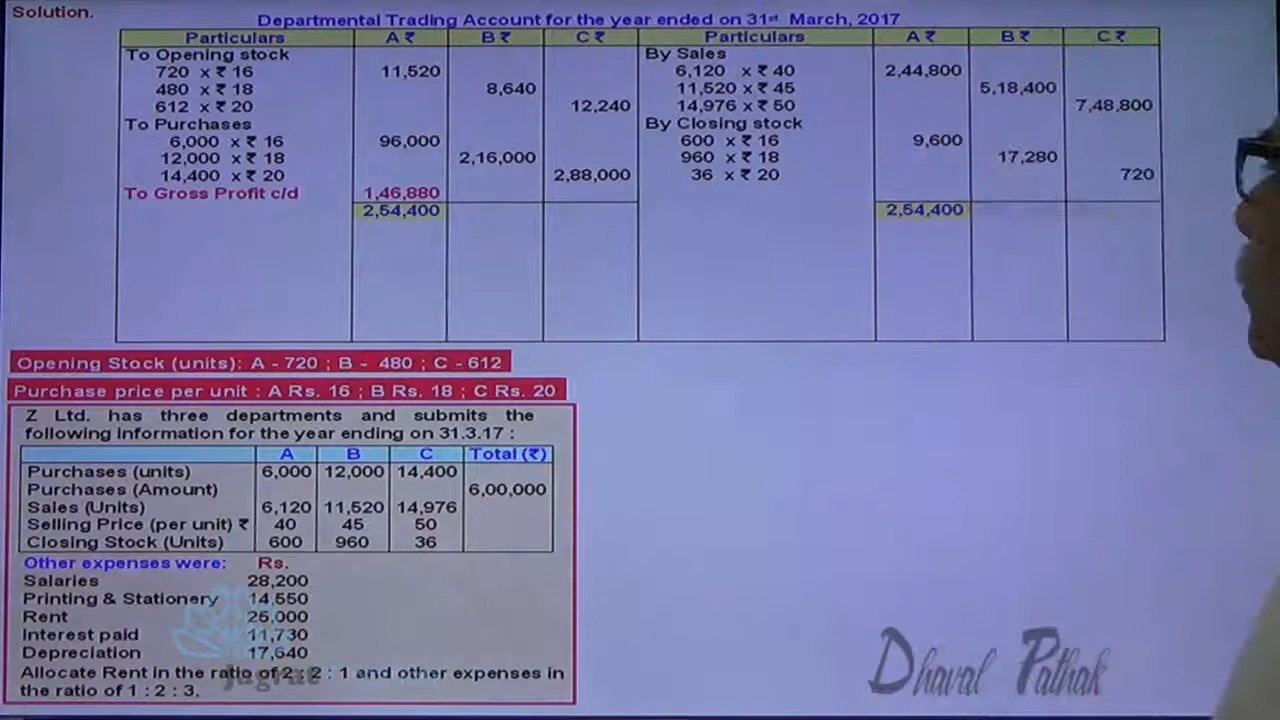 Solution.
Departmental Trading Account for the year ended on 31st March, 2017
Particulars A ₹ B ₹ C ₹ Particulars A ₹ B ₹ C ₹
To Opening stock By Sales
720 x ₹ 16 11,520 6,120 x ₹ 40 2,44,800
480 x ₹ 18 8,640 11,520 x ₹ 45 5,18,400
612 x ₹ 20 12,240 14,976 x ₹ 50 7,48,800
To Purchases By Closing stock
6,000 x ₹ 16 96,000 600 x ₹ 16 9,600
12,000 x ₹ 18 2,16,000 960 x ₹ 18 17,280
14,400 x ₹ 20 2,88,000 36 x ₹ 20 720
To Gross Profit c/d 1,46,880
2,54,400 2,54,400
Opening Stock (units): A - 720 ; B - 480 ; C - 612
Purchase price per unit : A Rs. 16 ; B Rs. 18 ; C Rs. 20
Z Ltd. has three departments and submits the
following information for the year ending on 31.3.17 :
A B C Total (₹)
Purchases (units) 6,000 12,000 14,400
Purchases (Amount) 6,00,000
Sales (Units) 6,120 11,520 14,976
Selling Price (per unit) ₹ 40 45 50
Closing Stock (Units) 600 960 36
Other expenses were: Rs.
Salaries 28,200
Printing & Stationery 14,550
Rent 25,000
Interest paid 11,730
Depreciation 17,640
Allocate Rent in the ratio of 2 : 2 : 1 and other expenses in
the ratio of 1 : 2 : 3.
Jagrat
Dhaval Pathak